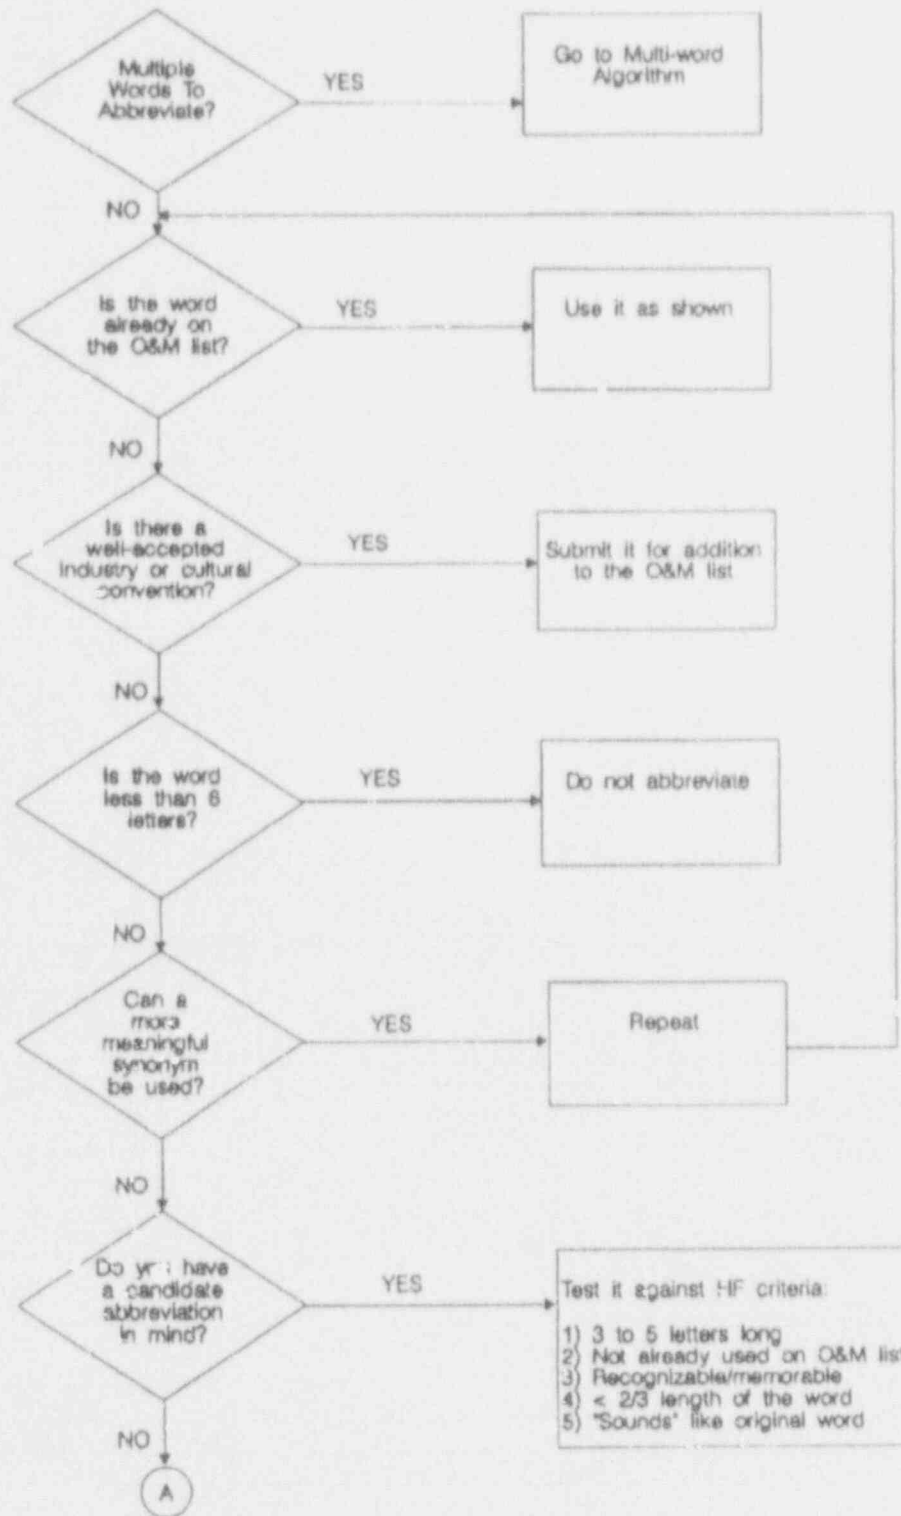 Multiple
Words To
Abbreviate?
YES
Go to Multi-word
Algorithm
NO
Is the word
already on
the O&M list?
YES
Use it as shown
NO
Is there a
well-accepted
industry or cultural
convention?
YES
Submit it for addition
to the O&M list
NO
Is the word
less than 6
letters?
YES
Do not abbreviate
NO
Can a
more
meaningful
synonym
be used?
YES
Repeat
NO
Do you have
a candidate
abbreviation
in mind?
YES
Test it against HF criteria:
1) 3 to 5 letters long
2) Not already used on O&M list
3) Recognizable/memorable
4) < 2/3 length of the word
5) "Sounds" like original word
NO
A